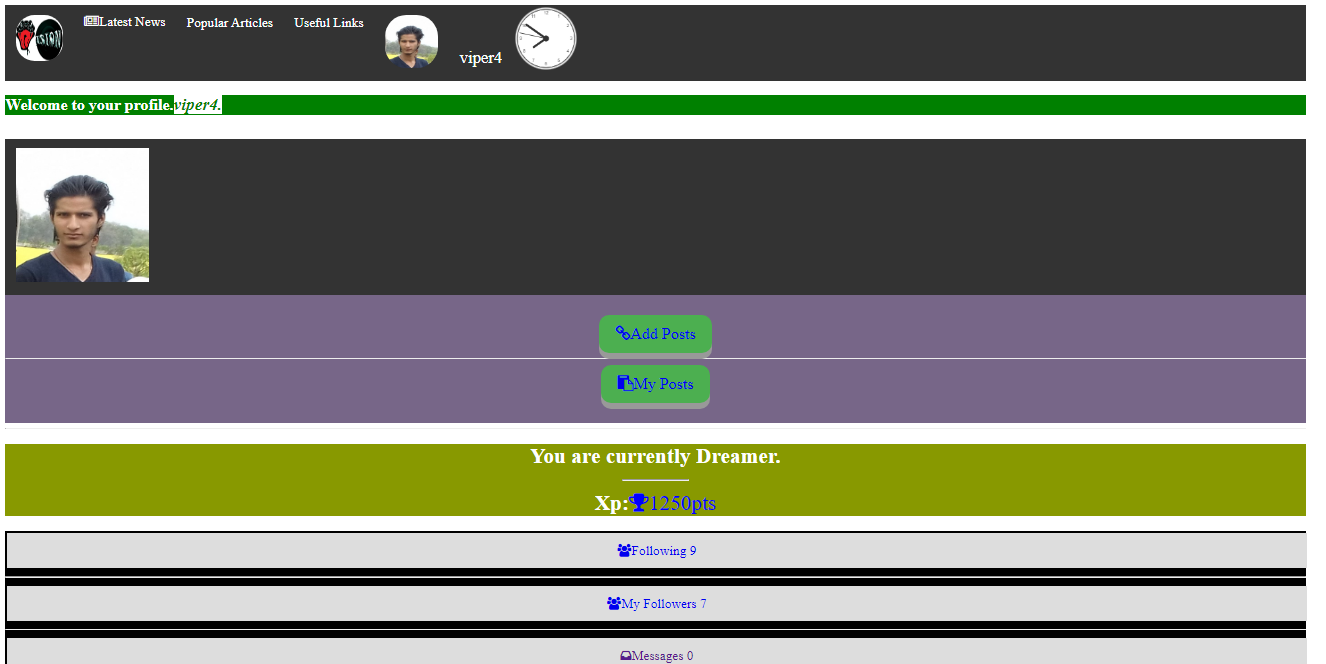 ISION
Latest News Popular Articles Useful Links viper4
Welcome to your profile.viper4.
Add Posts
My Posts
You are currently Dreamer.
Xp:1250pts
Following 9
My Followers 7
Messages 0